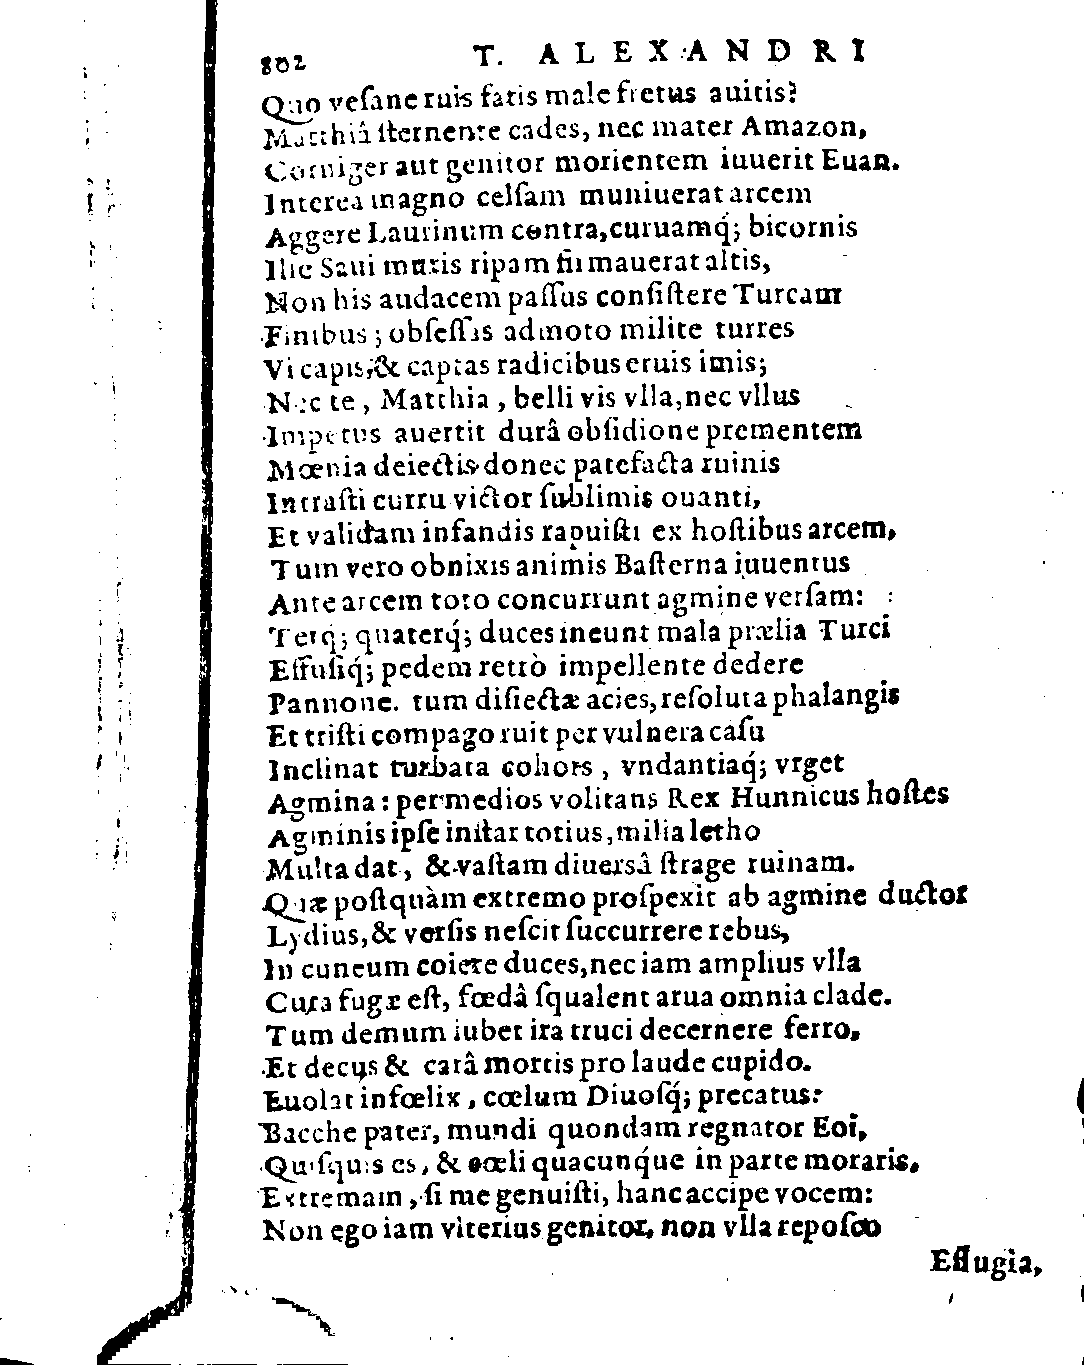 802 T. ALEXANDRI
Quo veſane ruis fatis male fretus auitis?
Matthiâ ſternente cades, nec mater Amazon,
Corniger aut genitor morientem iuuerit Euan.
Interea magno celſam muniuerat arcem
Aggere Laurinum contra, curuamq́; bicornis
Ille Saui muris ripam firmauerat altis,
Non his audacem paſſus conſiſtere Turcam
Finibus; obſeſſis admoto milite turres
Vi capis, & captas radicibus eruis imis;
Nec te, Matthia, belli vis vlla, nec vllus
Impetus auertit durâ obſidione prementem
Mœnia deiectis donec patefacta ruinis
Intraſti curru victor ſublimis ouanti,
Et validam infandis rapuiſti ex hoſtibus arcem,
Tum vero obnixis animis Baſterna iuuentus
Ante arcem toto concurrunt agmine verſam:
Terq́; quaterq́; duces ineunt mala prælia Turci
Effuſiq́; pedem retrò impellente dedere
Pannone. tum diſiectæ acies, reſoluta phalangis
Et triſti compago ruit per vulnera caſu
Inclinat turbata cohors, vndantiaq́; vrget
Agmina: per medios volitans Rex Hunnicus hoſtes
Agminis ipſe inſtar totius, milia letho
Multa dat, & vaſtam diuersâ ſtrage ruinam.
Quæ poſtquàm extremo proſpexit ab agmine ductor
Lydius, & verſis neſcit ſuccurrere rebus,
In cuneum coiere duces, nec iam amplius vlla
Cura fugæ eſt, fœdâ ſqualent arua omnia clade.
Tum demum iubet ira truci decernere ferro,
Et decus & carâ mortis pro laude cupido.
Euolat infœlix, cœlum Diuoſq́; precatus:
Bacche pater, mundi quondam regnator Eoi,
Quiſquis es, & cœli quacunq́ue in parte moraris,
Extremam, ſi me genuiſti, hanc accipe vocem:
Non ego iam vlterius genitor, non vlla repoſco
Effugia,